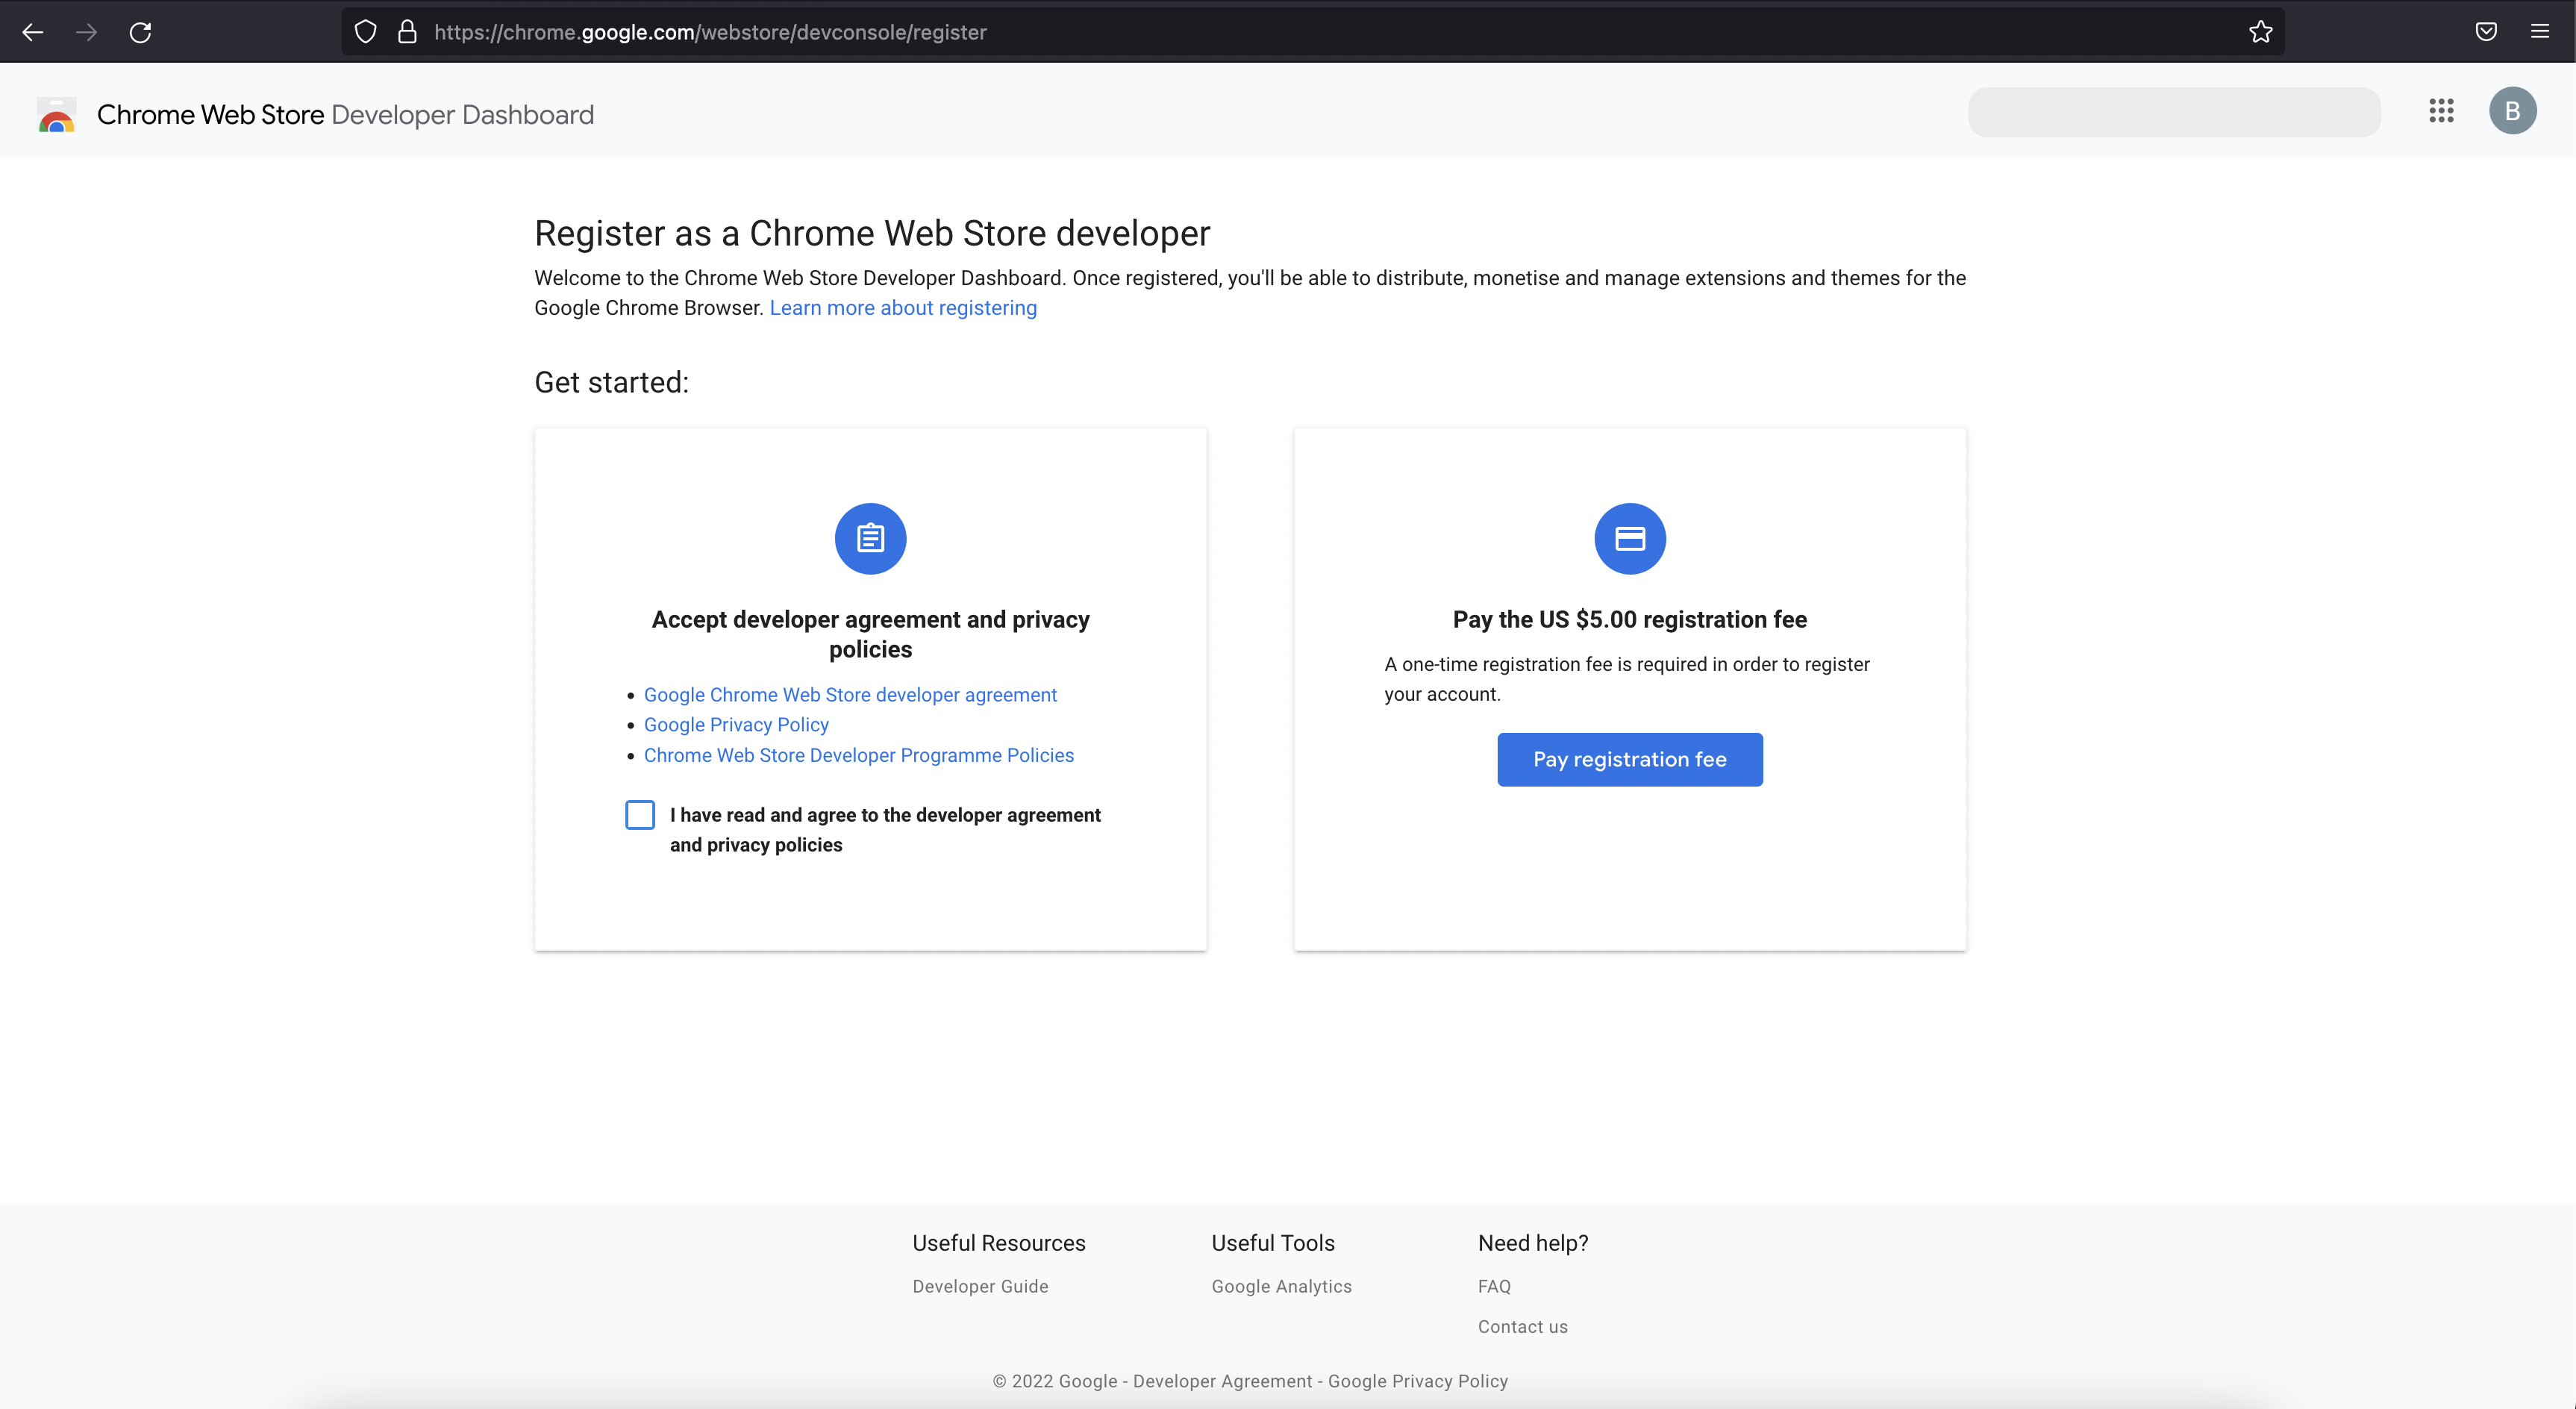 https://chrome.google.com/webstore/devconsole/register
Chrome Web Store Developer Dashboard
B
Register as a Chrome Web Store developer
Welcome to the Chrome Web Store Developer Dashboard. Once registered, you'll be able to distribute, monetise and manage extensions and themes for the
Google Chrome Browser. Learn more about registering
Get started:
Accept developer agreement and privacy
policies
• Google Chrome Web Store developer agreement
• Google Privacy Policy
• Chrome Web Store Developer Programme Policies
I have read and agree to the developer agreement
and privacy policies
Pay the US $5.00 registration fee
A one-time registration fee is required in order to register
your account.
Pay registration fee
Useful Resources
Developer Guide
Useful Tools
Google Analytics
Need help?
FAQ
Contact us
© 2022 Google - Developer Agreement - Google Privacy Policy